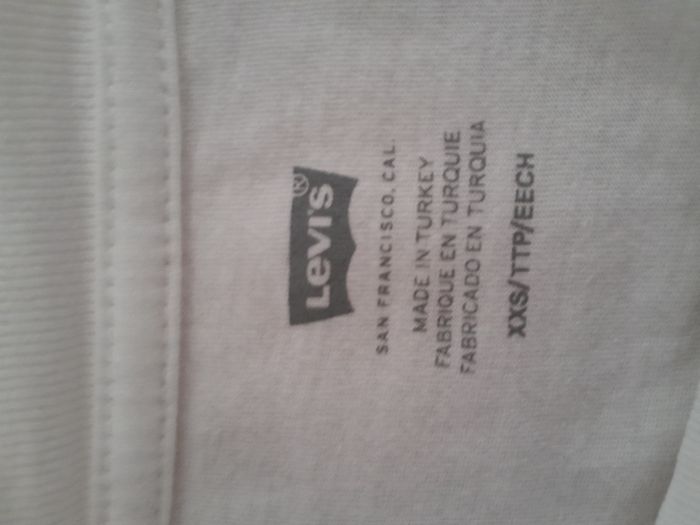 LEVI'S®
SAN FRANCISCO, CAL.
MADE IN TURKEY
FABRIQUE EN TURQUIE
FABRICADO EN TURQUIA
XXS/TTP/EECH